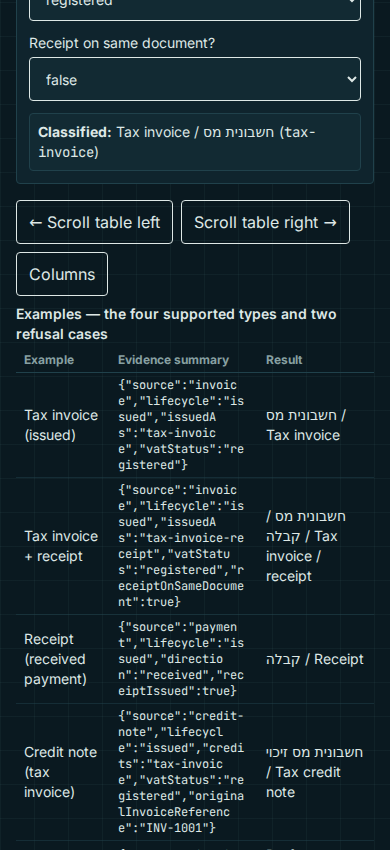 registered
Receipt on same document?
false
Classified: Tax invoice / חשבונית מס (tax-
invoice)
← Scroll table left
Scroll table right →
Columns
Examples — the four supported types and two
refusal cases
Example
Evidence summary
Result
Tax invoice
(issued)
{"source":"invoic
e","lifecycle":"is
sued","issuedA
s":"tax-invoic
e","vatStatus":"re
gistered"}
חשבונית מס /
Tax invoice
Tax invoice
+ receipt
{"source":"invoic
e","lifecycle":"is
sued","issuedA
s":"tax-invoice-re
ceipt","vatStatu
s":"registered","r
eceiptOnSameDocume
nt":true}
חשבונית מס /
קבלה / Tax
invoice /
receipt
Receipt
(received
payment)
{"source":"paymen
t","lifecycle":"is
sued","directio
n":"received","rec
eiptIssued":true}
קבלה / Receipt
Credit note
(tax
invoice)
{"source":"credit-
note","lifecycl
e":"issued","credi
ts":"tax-invoic
e","vatStatus":"re
gistered","origina
lInvoiceReferenc
e":"INV-1001"}
חשבונית מס זיכוי
/ Tax credit
note